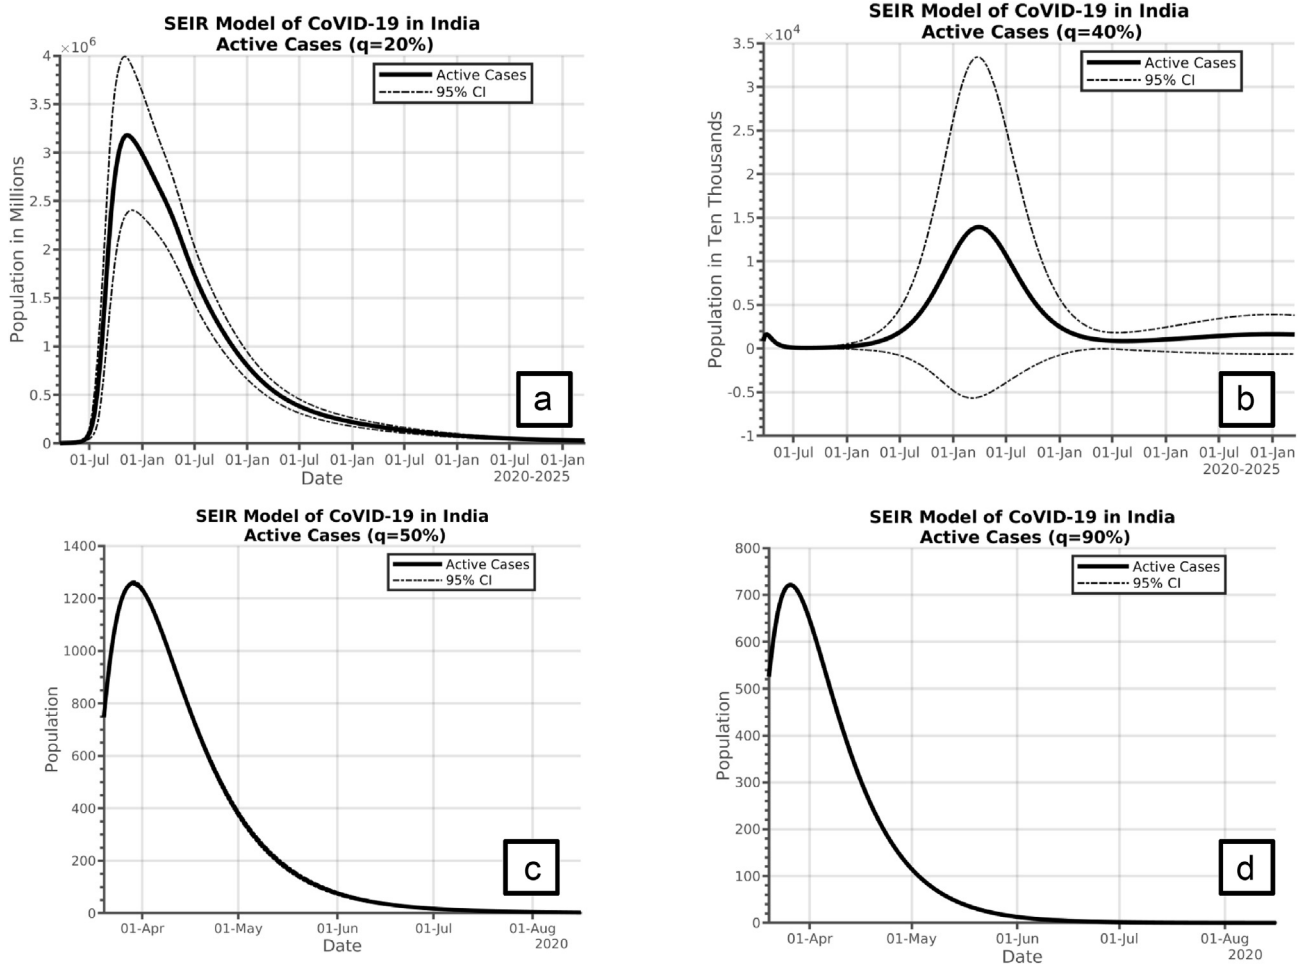 SEIR Model of CoVID-19 in India
Active Cases (q=20%)
×10⁶
Active Cases
95% CI
4
3.5
3
2.5
2
1.5
1
0.5
0
Population in Millions
a
01-Jul 01-Jan 01-Jul 01-Jan 01-Jul 01-Jan 01-Jul 01-Jan 01-Jul 01-Jan
Date
2020-2025
SEIR Model of CoVID-19 in India
Active Cases (q=40%)
×10⁴
Active Cases
95% CI
3.5
3
2.5
2
1.5
1
0.5
0
-0.5
-1
Population in Ten Thousands
b
01-Jul 01-Jan 01-Jul 01-Jan 01-Jul 01-Jan 01-Jul 01-Jan 01-Jul 01-Jan
2020-2025
SEIR Model of CoVID-19 in India
Active Cases (q=50%)
Active Cases
95% CI
1400
1200
1000
800
600
400
200
0
Population
c
01-Apr 01-May 01-Jun 01-Jul 01-Aug
Date
2020
SEIR Model of CoVID-19 in India
Active Cases (q=90%)
Active Cases
95% CI
800
700
600
500
400
300
200
100
0
Population
d
01-Apr 01-May 01-Jun 01-Jul 01-Aug
Date
2020